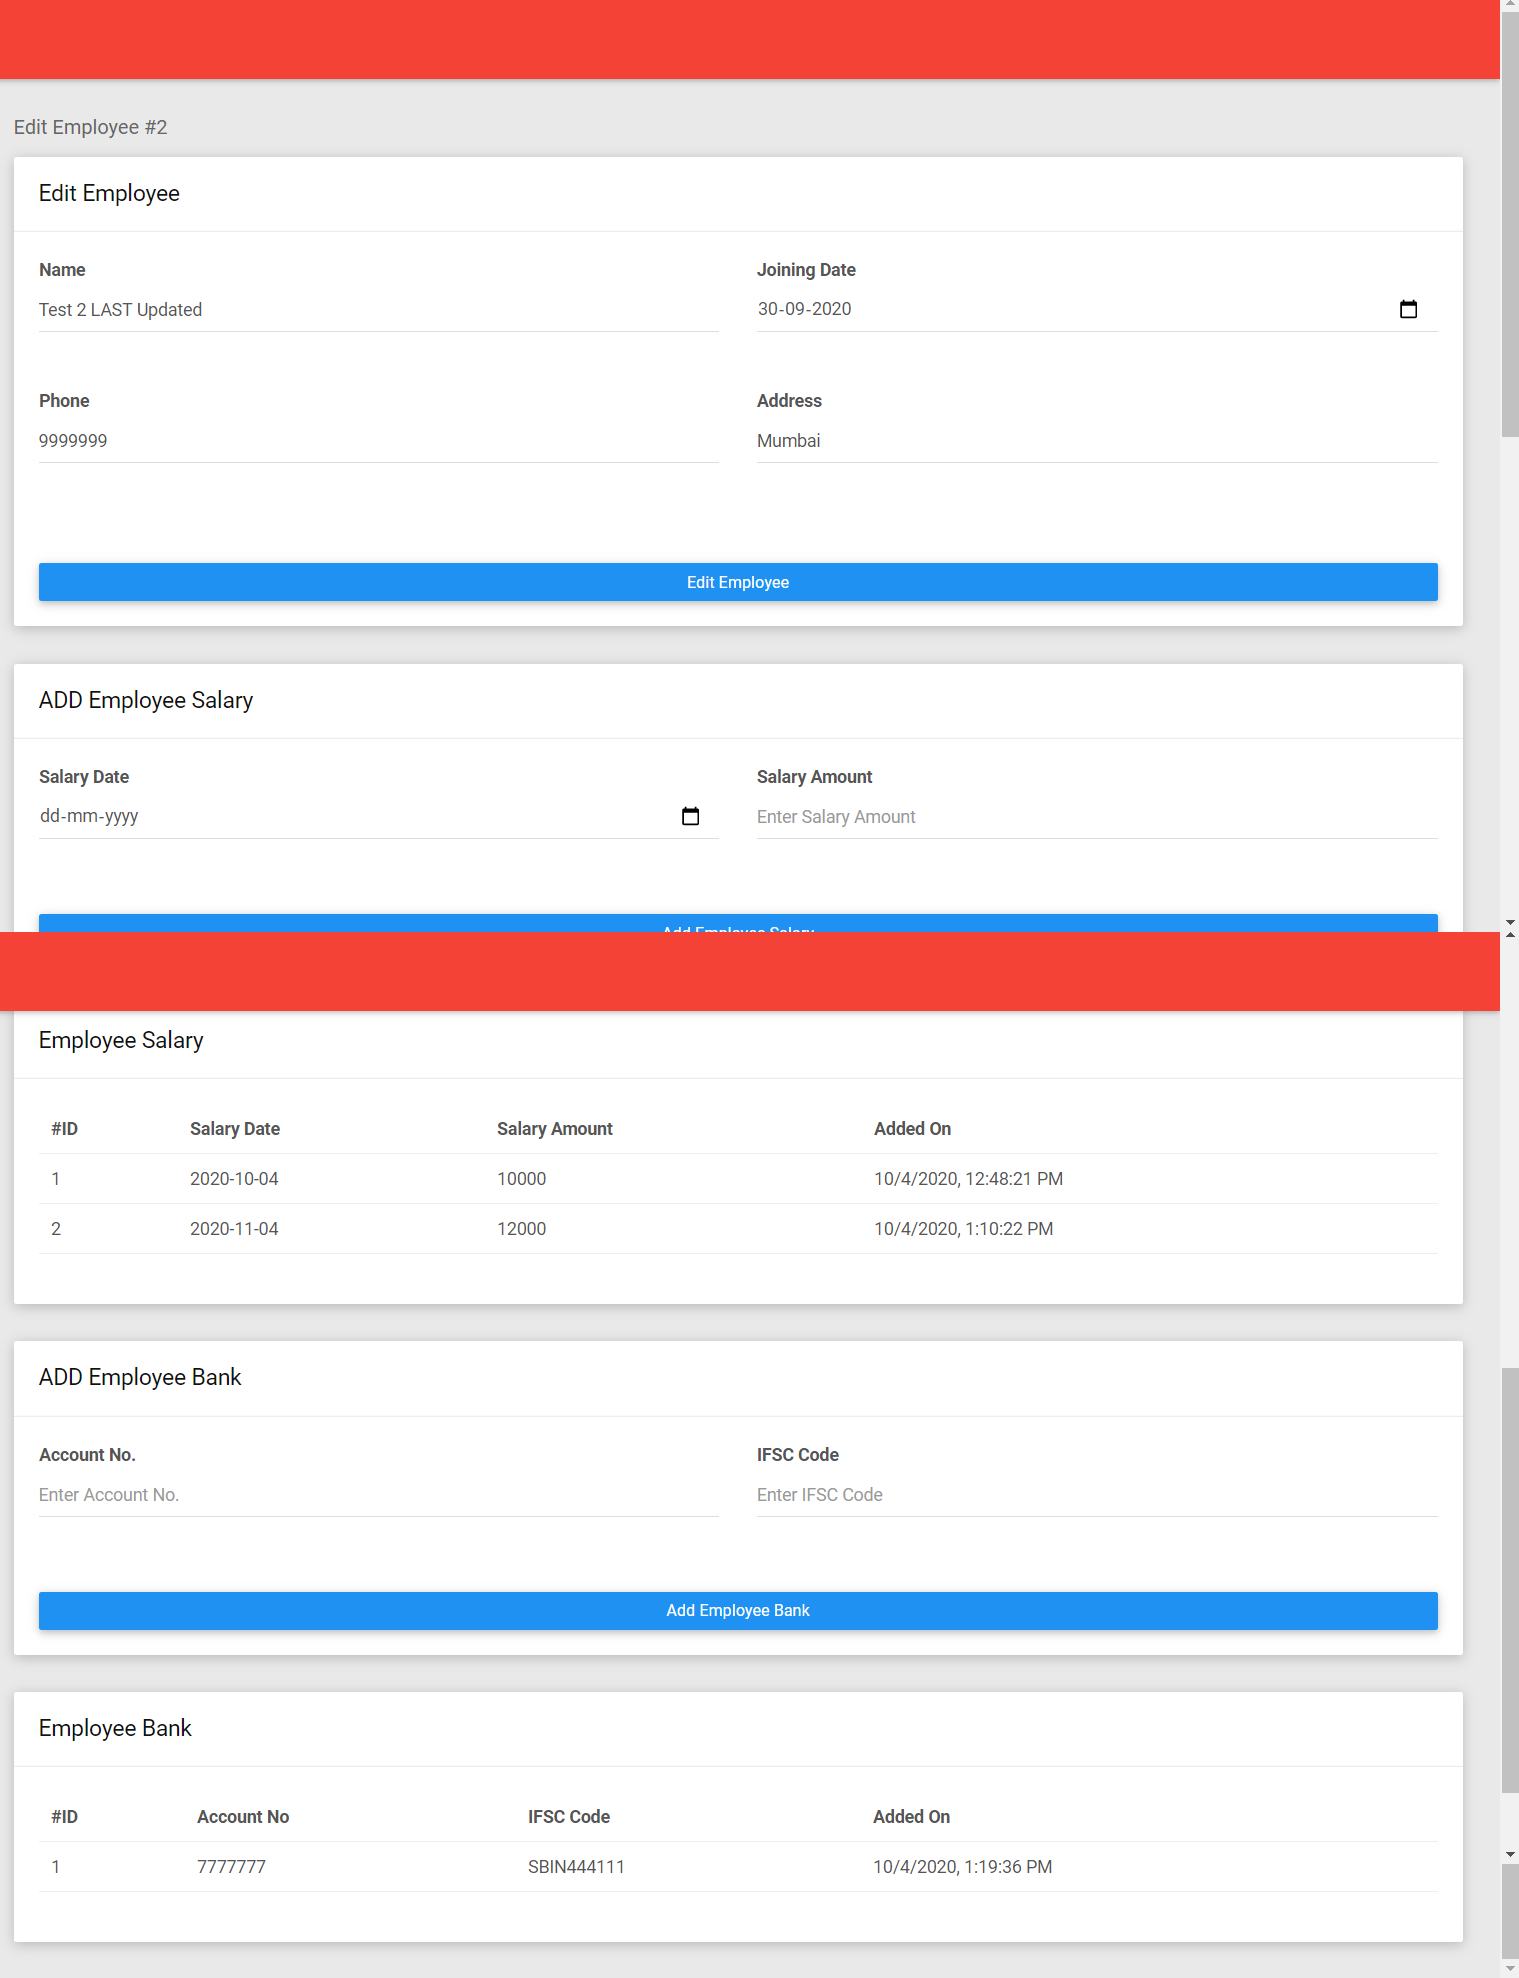 Edit Employee #2
Edit Employee
Name Joining Date
Test 2 LAST Updated 30-09-2020
Phone Address
9999999 Mumbai
Edit Employee
ADD Employee Salary
Salary Date Salary Amount
dd-mm-yyyy Enter Salary Amount
Add Employee Salary
Employee Salary
#ID Salary Date Salary Amount Added On
1 2020-10-04 10000 10/4/2020, 12:48:21 PM
2 2020-11-04 12000 10/4/2020, 1:10:22 PM
ADD Employee Bank
Account No. IFSC Code
Enter Account No. Enter IFSC Code
Add Employee Bank
Employee Bank
#ID Account No IFSC Code Added On
1 7777777 SBIN444111 10/4/2020, 1:19:36 PM